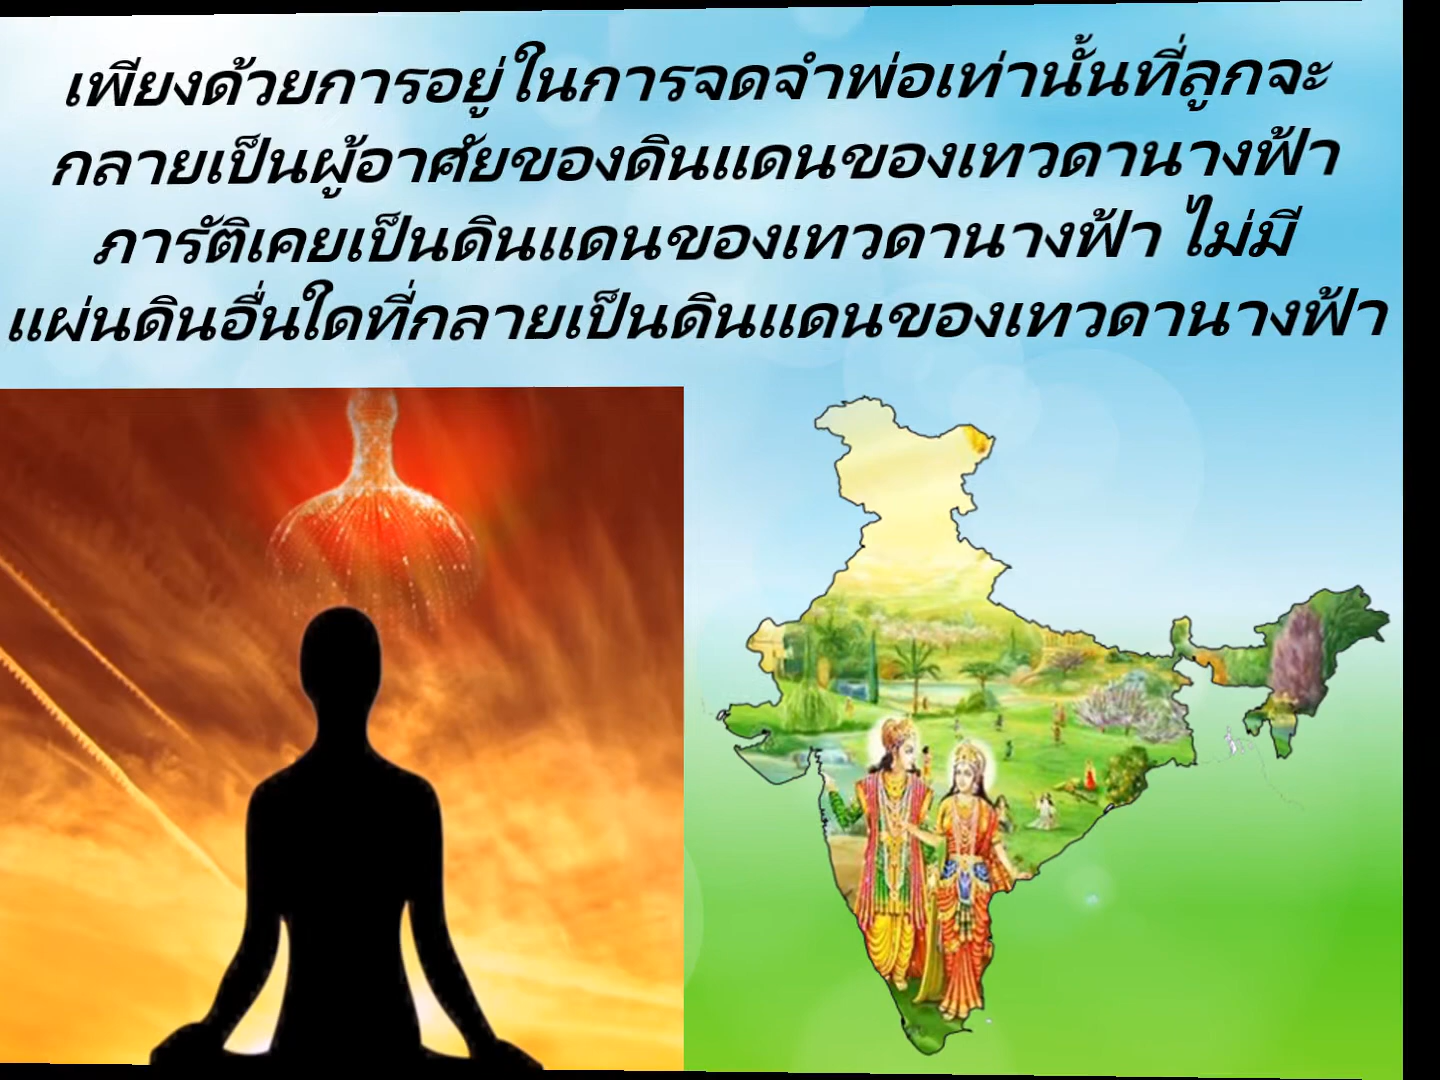 เพียงด้วยการอยู่ในการจดจำพ่อเท่านั้นที่ลูกจะ
กลายเป็นผู้อาศัยของดินแดนของเทวดานางฟ้า
ภารัติเคยเป็นดินแดนของเทวดานางฟ้า ไม่มี
แผ่นดินอื่นใดที่กลายเป็นดินแดนของเทวดานางฟ้า